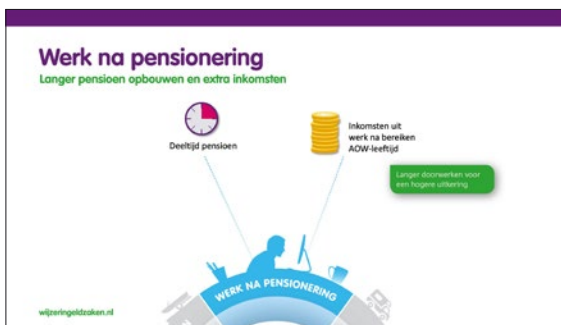 Werk na pensionering
Langer pensioen opbouwen en extra inkomsten
Deeltijd pensioen
Inkomsten uit
werk na bereiken
AOW-leeftijd
Langer doorwerken voor
een hogere uitkering
WERK NA PENSIONERING
wijzeringeldzaken.nl